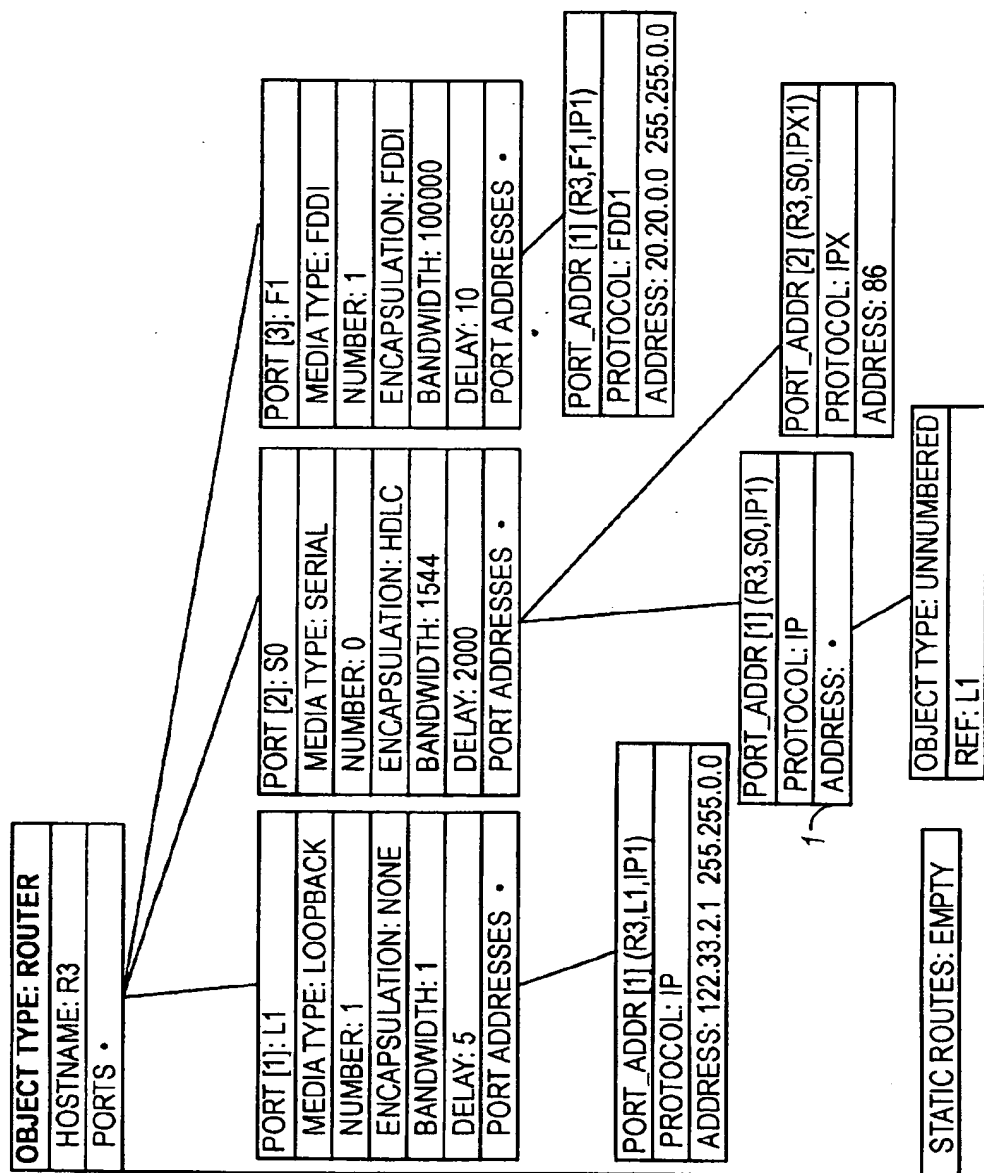 OBJECT TYPE: ROUTER
HOSTNAME: R3
PORTS •
PORT [1]: L1
MEDIA TYPE: LOOPBACK
NUMBER: 1
ENCAPSULATION: NONE
BANDWIDTH: 1
DELAY: 5
PORT ADDRESSES •
PORT [2]: S0
MEDIA TYPE: SERIAL
NUMBER: 0
ENCAPSULATION: HDLC
BANDWIDTH: 1544
DELAY: 2000
PORT ADDRESSES •
PORT [3]: F1
MEDIA TYPE: FDDI
NUMBER: 1
ENCAPSULATION: FDDI
BANDWIDTH: 100000
DELAY: 10
PORT ADDRESSES •
PORT_ADDR [1] (R3,L1,IP1)
PROTOCOL: IP
ADDRESS: 122.33.2.1 255.255.0.0
PORT_ADDR [1] (R3,S0,IP1)
PROTOCOL: IP
ADDRESS: •
1
PORT_ADDR [2] (R3,S0,IPX1)
PROTOCOL: IPX
ADDRESS: 86
PORT_ADDR [1] (R3,F1,IP1)
PROTOCOL: FDD1
ADDRESS: 20.20.0.0 255.255.0.0
OBJECT TYPE: UNNUMBERED
REF: L1
STATIC ROUTES: EMPTY